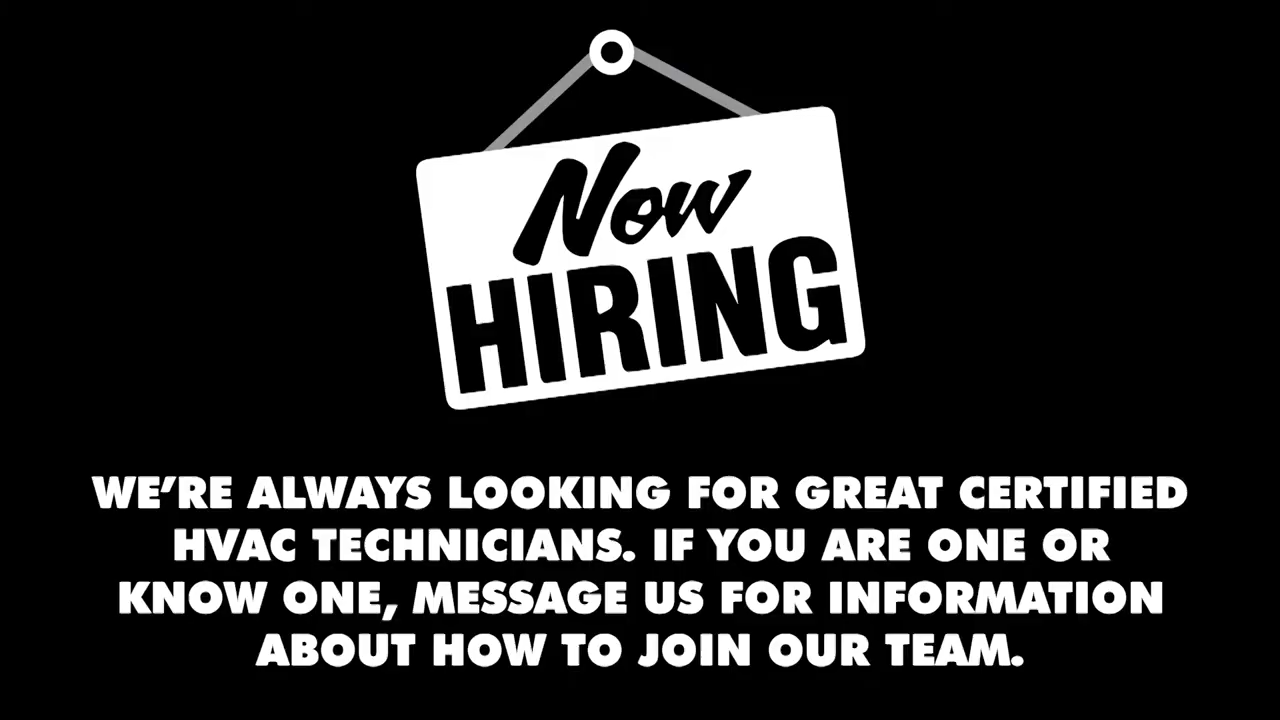 Now
HIRING
WE’RE ALWAYS LOOKING FOR GREAT CERTIFIED
HVAC TECHNICIANS. IF YOU ARE ONE OR
KNOW ONE, MESSAGE US FOR INFORMATION
ABOUT HOW TO JOIN OUR TEAM.